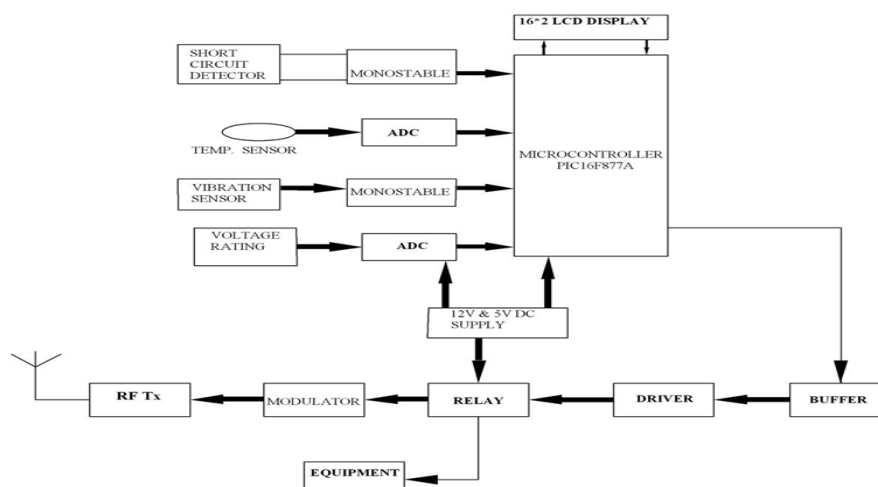 16*2 LCD DISPLAY
SHORT
CIRCUIT
DETECTOR
MONOSTABLE
ADC
TEMP. SENSOR
MICROCONTROLLER
PIC16F877A
VIBRATION
SENSOR
MONOSTABLE
VOLTAGE
RATING
ADC
12V & 5V DC
SUPPLY
RF Tx
MODULATOR
RELAY
DRIVER
BUFFER
EQUIPMENT